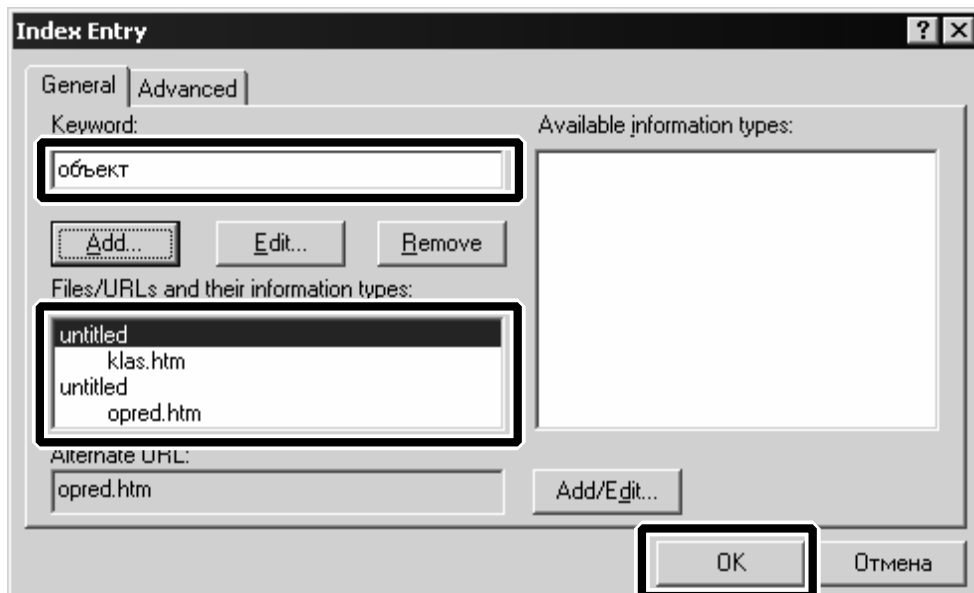 Index Entry
General Advanced
Keyword:
объект
Add... Edit... Remove
Files/URLs and their information types:
untitled
klas.htm
untitled
opred.htm
Alternate URL:
opred.htm
Available information types:
Add/Edit...
OK Отмена